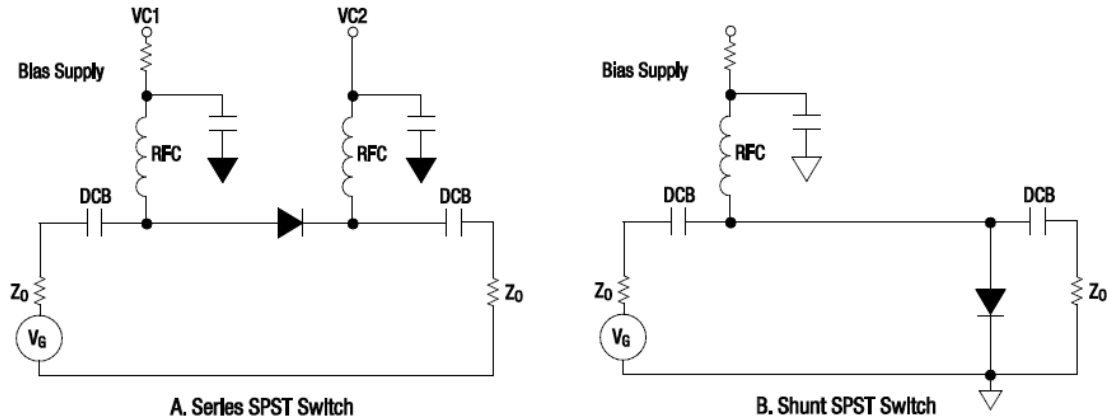 VC1 VC2
Bias Supply Bias Supply
RFC RFC RFC
DCB DCB DCB DCB
Z0 Z0 Z0 Z0
VG VG
A. Series SPST Switch B. Shunt SPST Switch